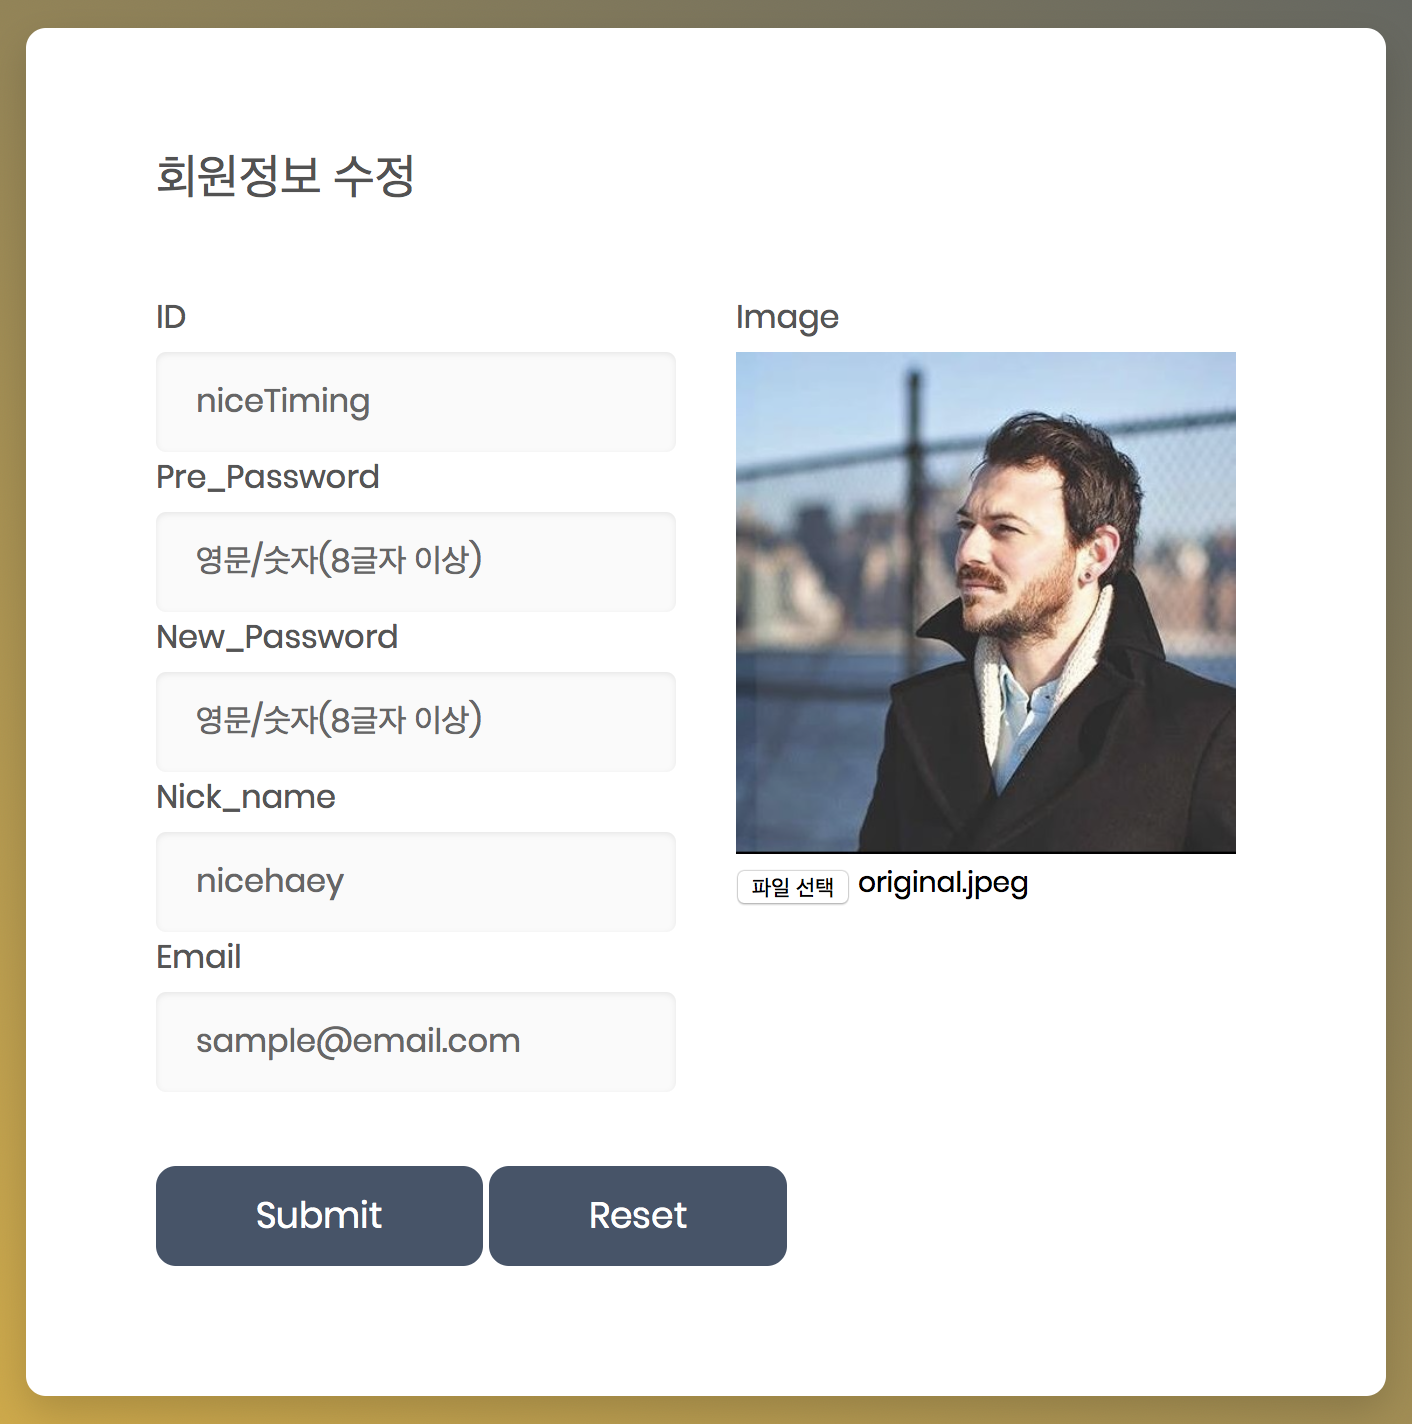 회원정보 수정
ID
niceTiming
Pre_Password
영문/숫자(8글자 이상)
New_Password
영문/숫자(8글자 이상)
Nick_name
nicehaey
Email
sample@email.com
Image
파일 선택 original.jpeg
Submit
Reset